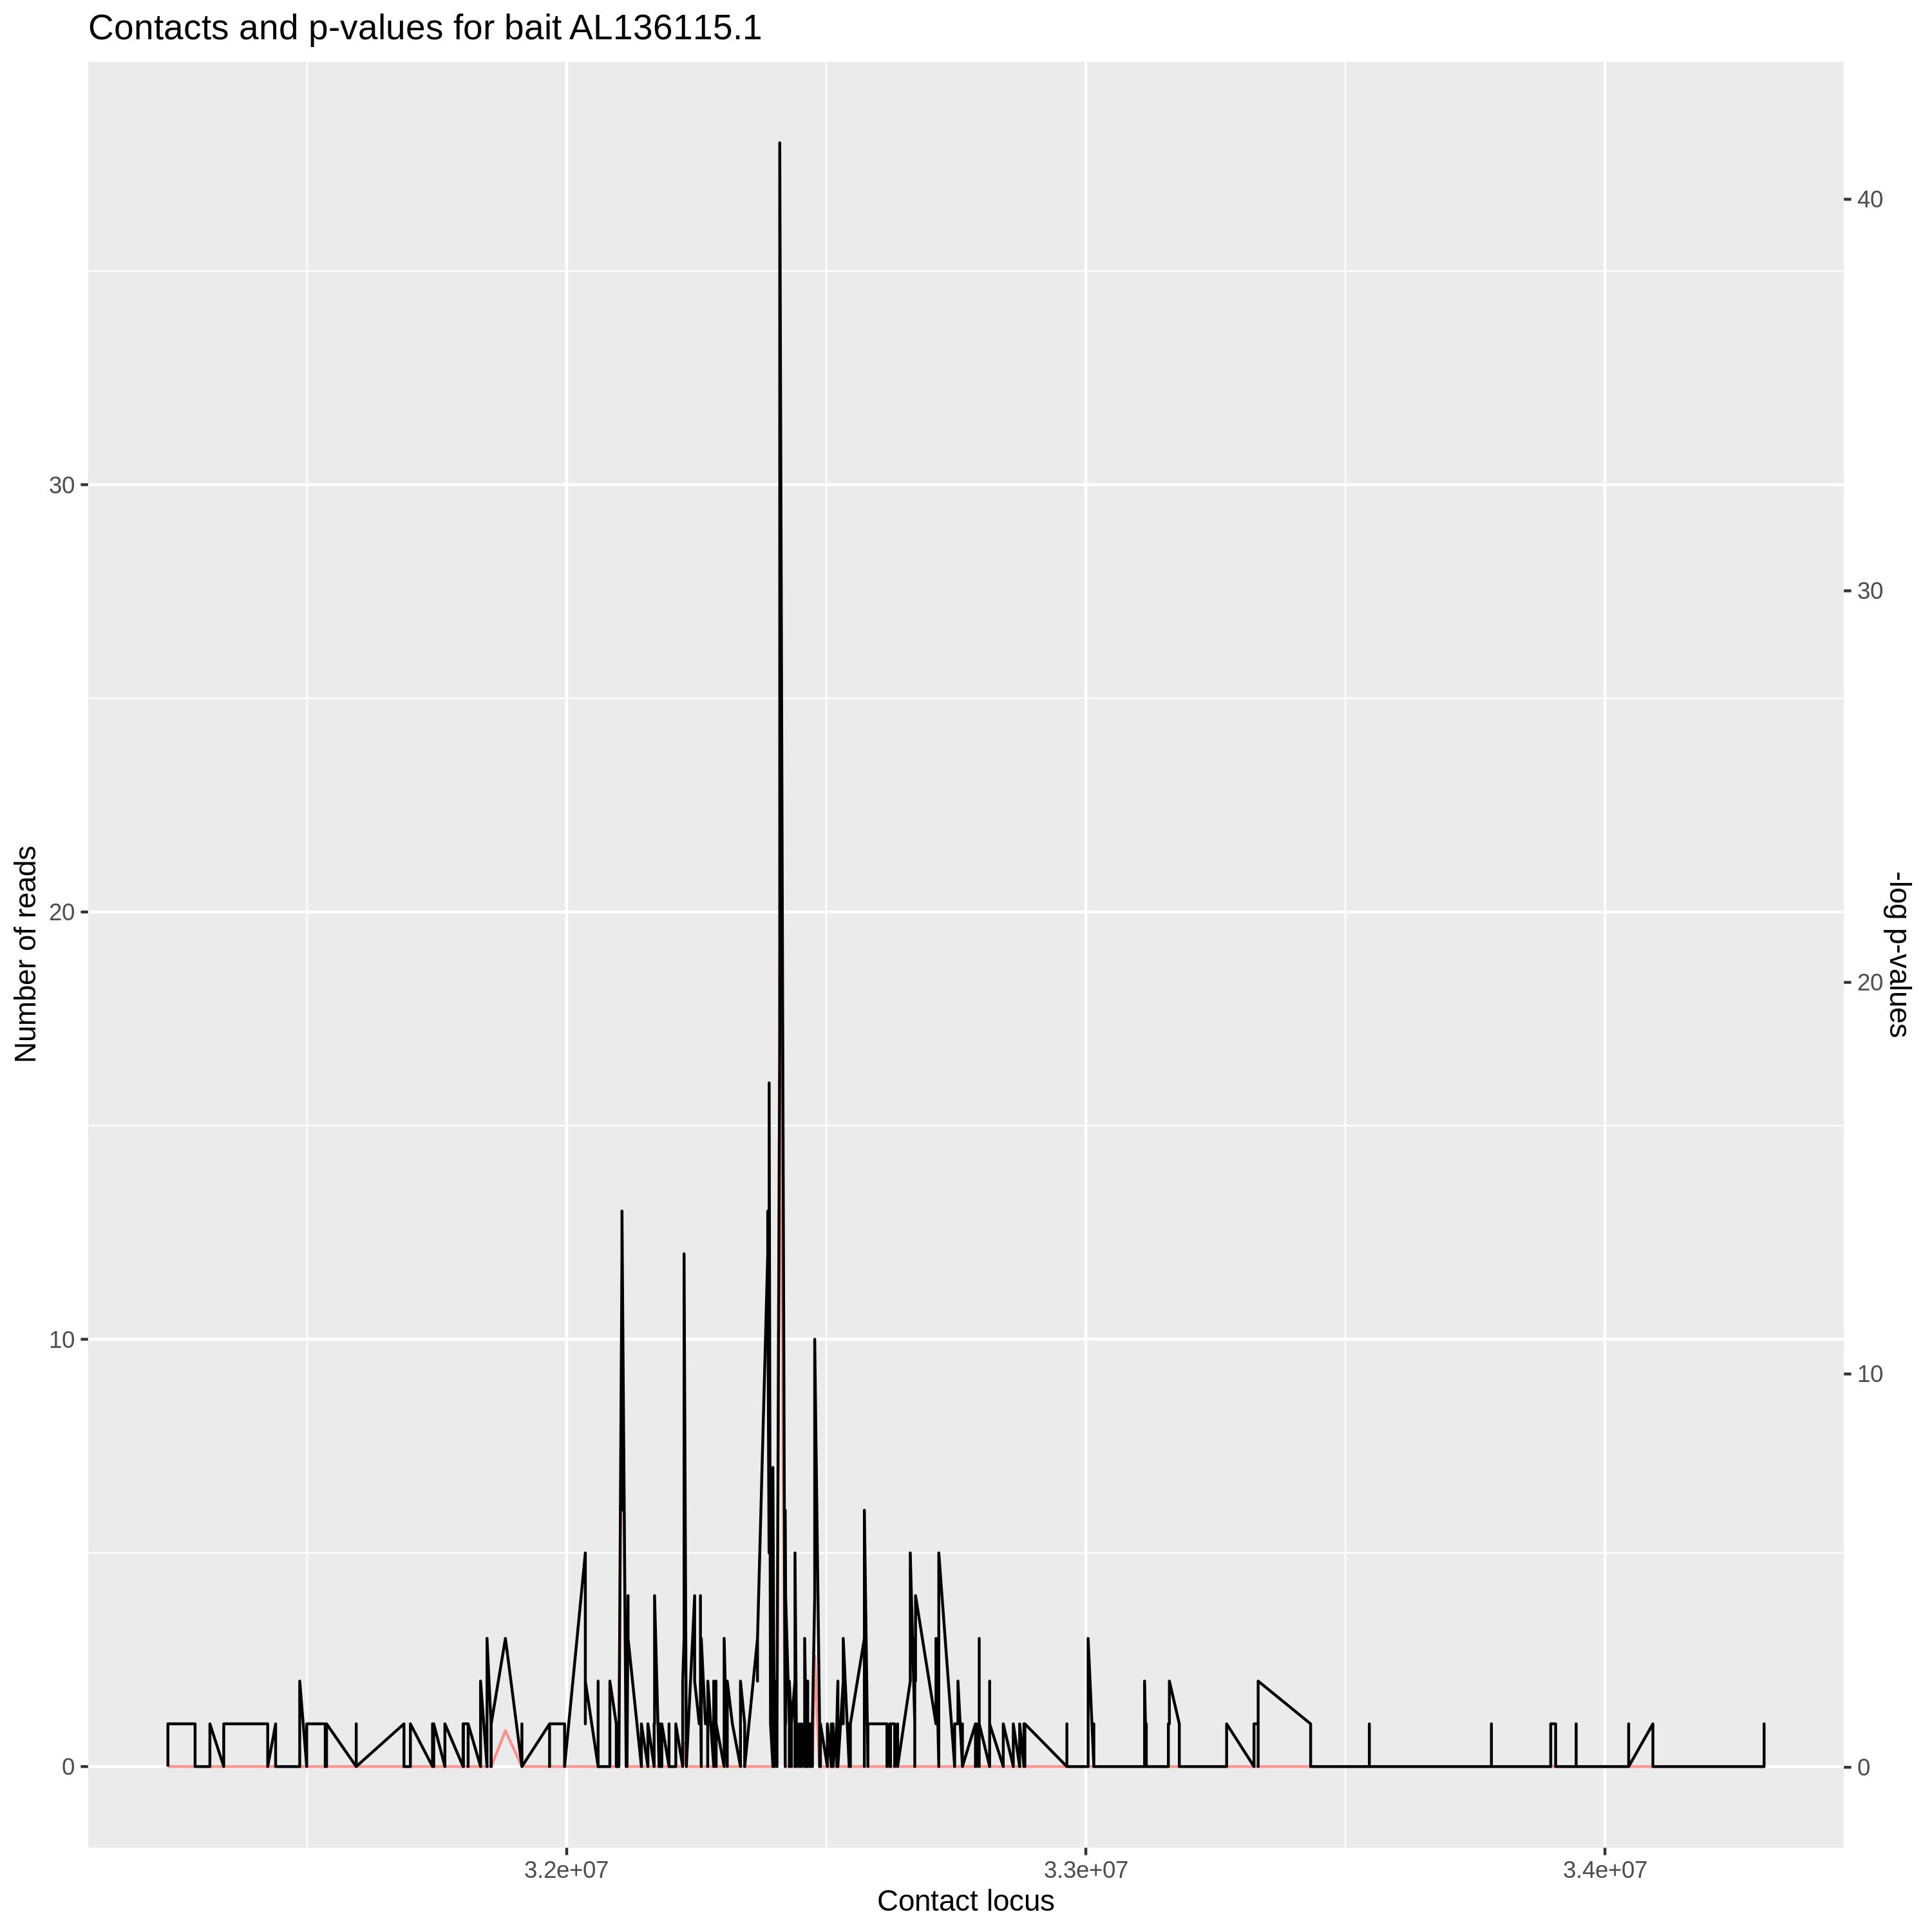 Contacts and p-values for bait AL136115.1
Number of reads
30
20
10
0
40
30
20
10
0
-log p-values
3.2e+07 3.3e+07 3.4e+07
Contact locus